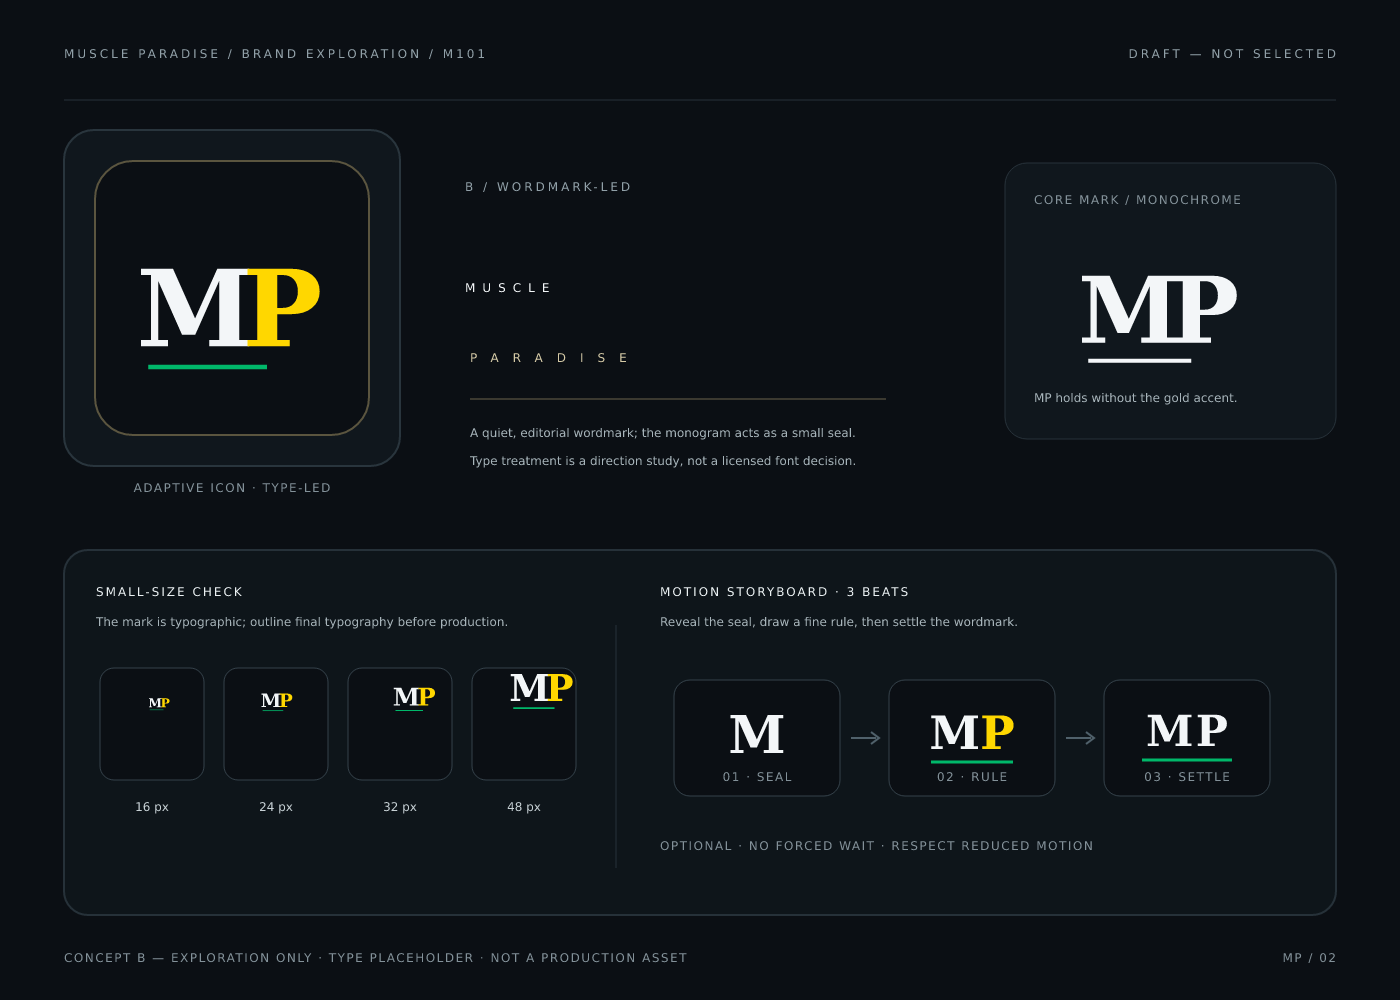 MUSCLE PARADISE / BRAND EXPLORATION / M101
DRAFT — NOT SELECTED
MP
ADAPTIVE ICON · TYPE-LED
B / WORDMARK-LED
MUSCLE
PARADISE
A quiet, editorial wordmark; the monogram acts as a small seal.
Type treatment is a direction study, not a licensed font decision.
CORE MARK / MONOCHROME
MP
MP holds without the gold accent.
SMALL-SIZE CHECK
The mark is typographic; outline final typography before production.
MP
MP
MP
MP
16 px
24 px
32 px
48 px
MOTION STORYBOARD · 3 BEATS
Reveal the seal, draw a fine rule, then settle the wordmark.
M
01 · SEAL
MP
02 · RULE
MP
03 · SETTLE
OPTIONAL · NO FORCED WAIT · RESPECT REDUCED MOTION
CONCEPT B — EXPLORATION ONLY · TYPE PLACEHOLDER · NOT A PRODUCTION ASSET
MP / 02